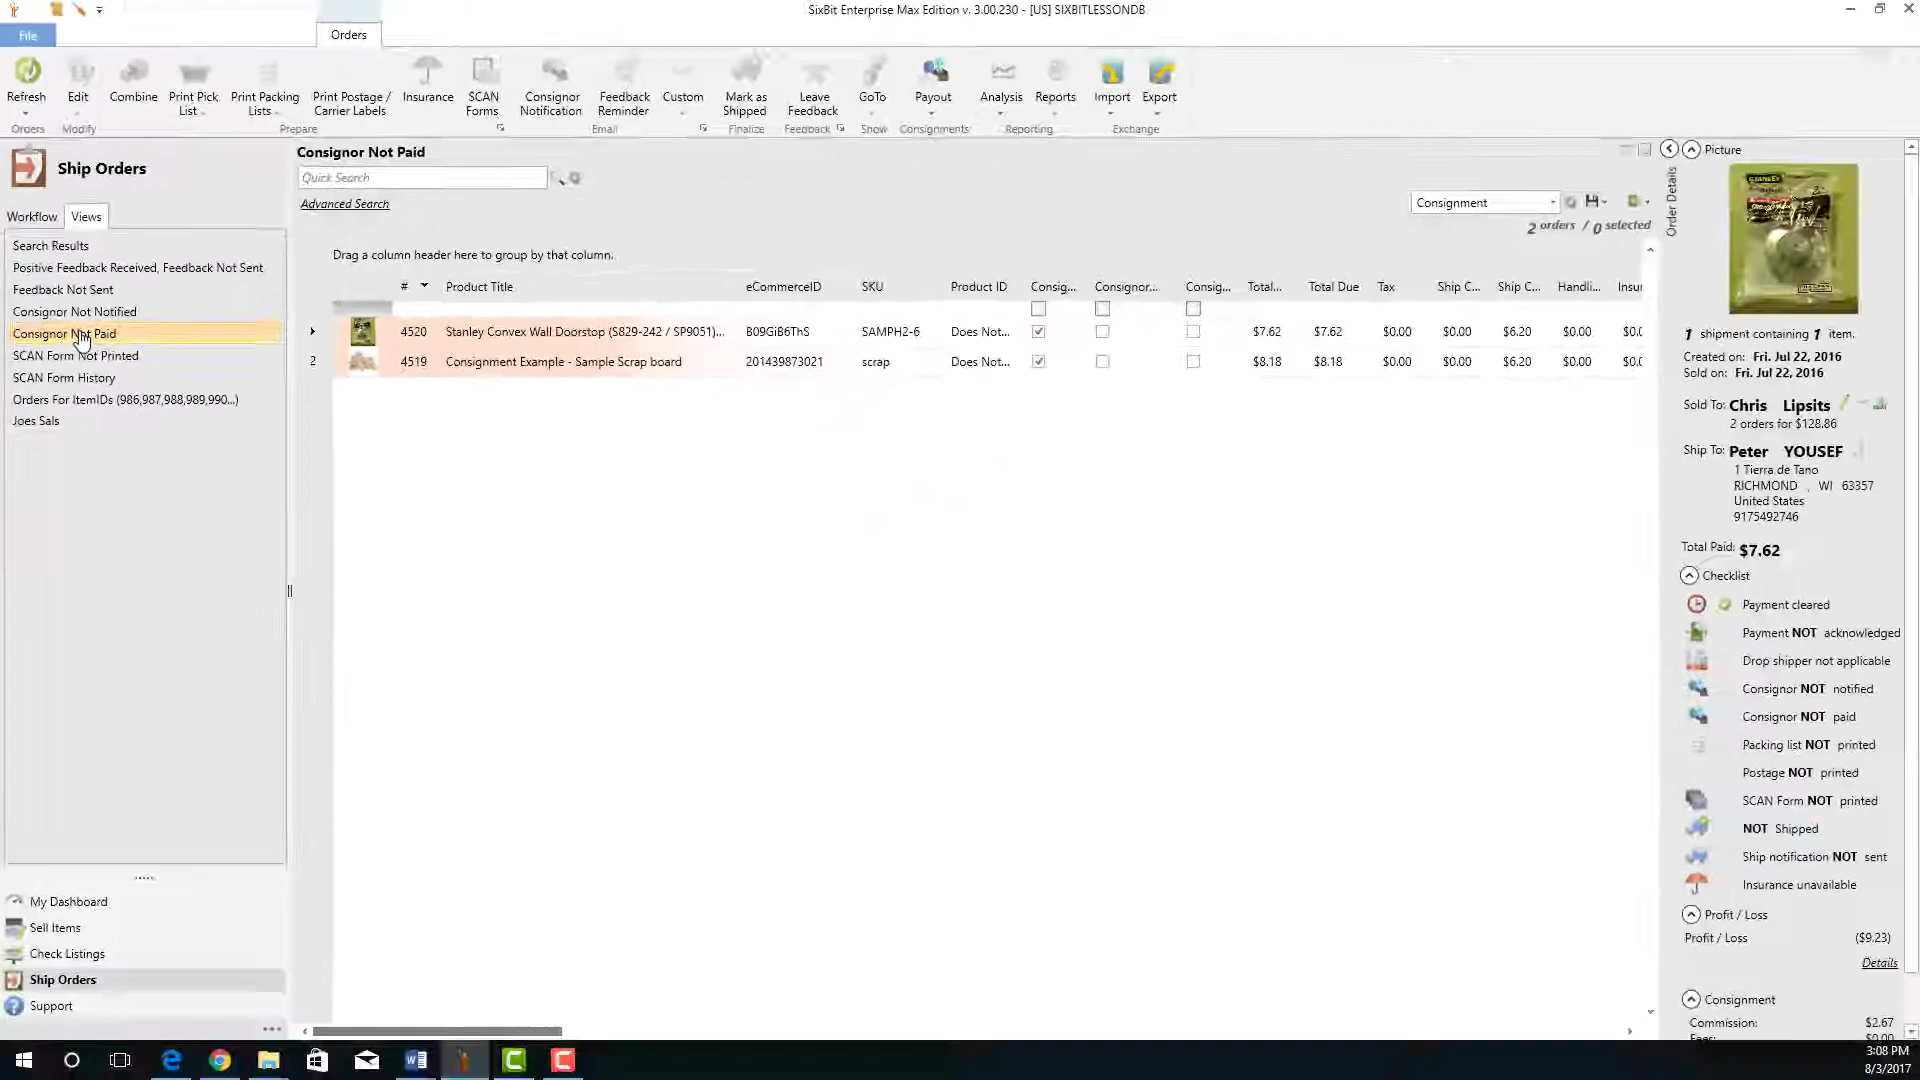 SixBit Enterprise Max Edition v. 3.00.230 - [US] SIXBITLESSONDB
File
Orders
Refresh
Edit
Combine
Print Pick List
Print Packing Lists
Print Postage / Carrier Labels
Insurance
SCAN Forms
Consignor Notification
Feedback Reminder
Custom
Mark as Shipped
Leave Feedback
GoTo
Payout
Analysis
Reports
Import
Export
Orders
Modify
Prepare
Email
Finalize
Feedback
Show
Consignments
Reporting
Exchange
Ship Orders
Workflow
Views
Search Results
Positive Feedback Received, Feedback Not Sent
Feedback Not Sent
Consignor Not Notified
Consignor Not Paid
SCAN Form Not Printed
SCAN Form History
Orders For ItemIDs (986,987,988,989,990...)
Joes Sals
My Dashboard
Sell Items
Check Listings
Ship Orders
Support
Consignor Not Paid
Quick Search
Advanced Search
Consignment
2 orders / 0 selected
Drag a column header here to group by that column.
# Product Title eCommerceID SKU Product ID Consig... Consignor... Consig... Total... Total Due Tax Ship C... Ship C... Handli... Insur
4520 Stanley Convex Wall Doorstop (S829-242 / SP9051)... B09GiB6ThS SAMPH2-6 Does Not... $7.62 $7.62 $0.00 $0.00 $6.20 $0.00 $0.0
2 4519 Consignment Example - Sample Scrap board 201439873021 scrap Does Not... $8.18 $8.18 $0.00 $0.00 $6.20 $0.00 $0.0
Order Details
Picture
STANLEY
1 shipment containing 1 item.
Created on: Fri. Jul 22, 2016
Sold on: Fri. Jul 22, 2016
Sold To: Chris Lipsits
2 orders for $128.86
Ship To: Peter YOUSEF
1 Tierra de Tano
RICHMOND , WI 63357
United States
9175492746
Total Paid: $7.62
Checklist
Payment cleared
Payment NOT acknowledged
Drop shipper not applicable
Consignor NOT notified
Consignor NOT paid
Packing list NOT printed
Postage NOT printed
SCAN Form NOT printed
NOT Shipped
Ship notification NOT sent
Insurance unavailable
Profit / Loss
Profit / Loss ($9.23)
Details
Consignment
Commission: $2.67
Fees: $0.00
3:08 PM
8/3/2017